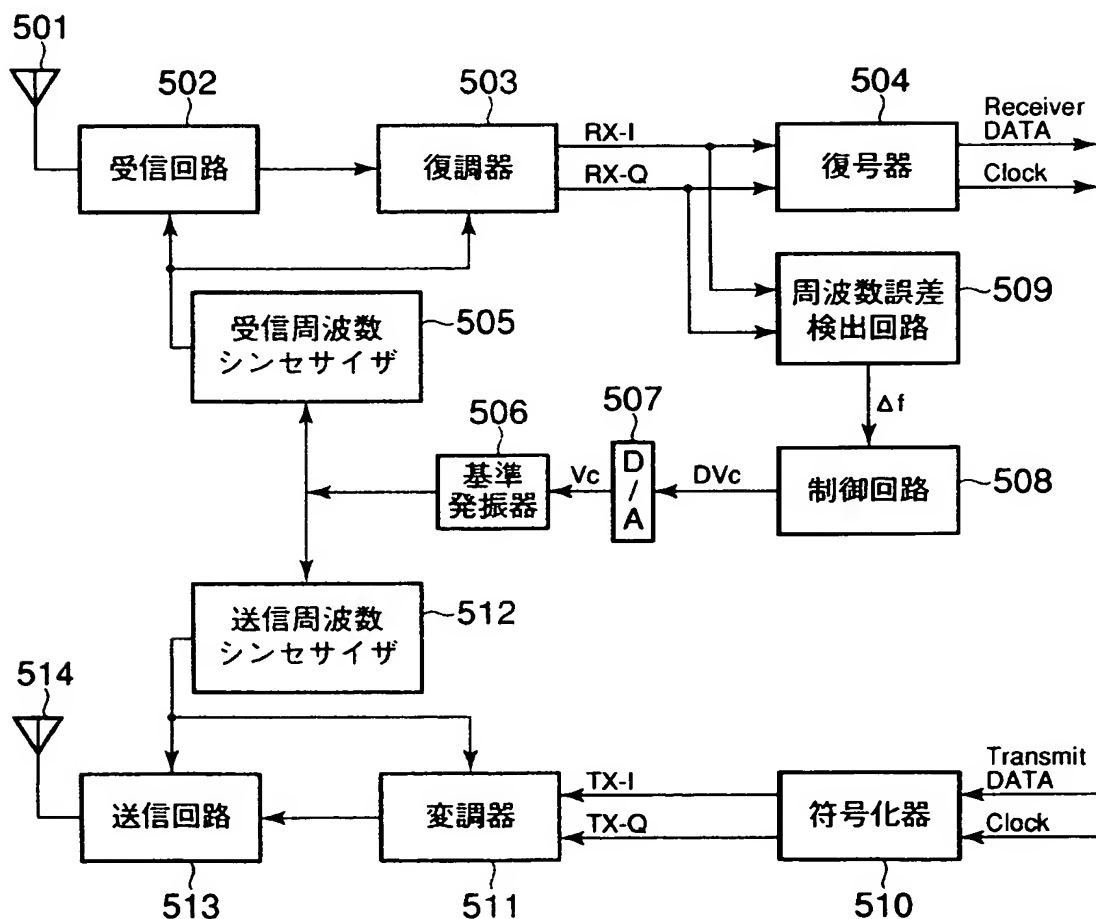 501
502
503
504
受信回路
復調器
RX-I
RX-Q
復号器
Receiver
DATA
Clock
受信周波数
シンセサイザ
505
周波数誤差
検出回路
509
Δf
506
基準
発振器
Vc
507
D
/
A
DVc
制御回路
508
送信周波数
シンセサイザ
512
514
送信回路
513
変調器
511
TX-I
TX-Q
符号化器
510
Transmit
DATA
Clock